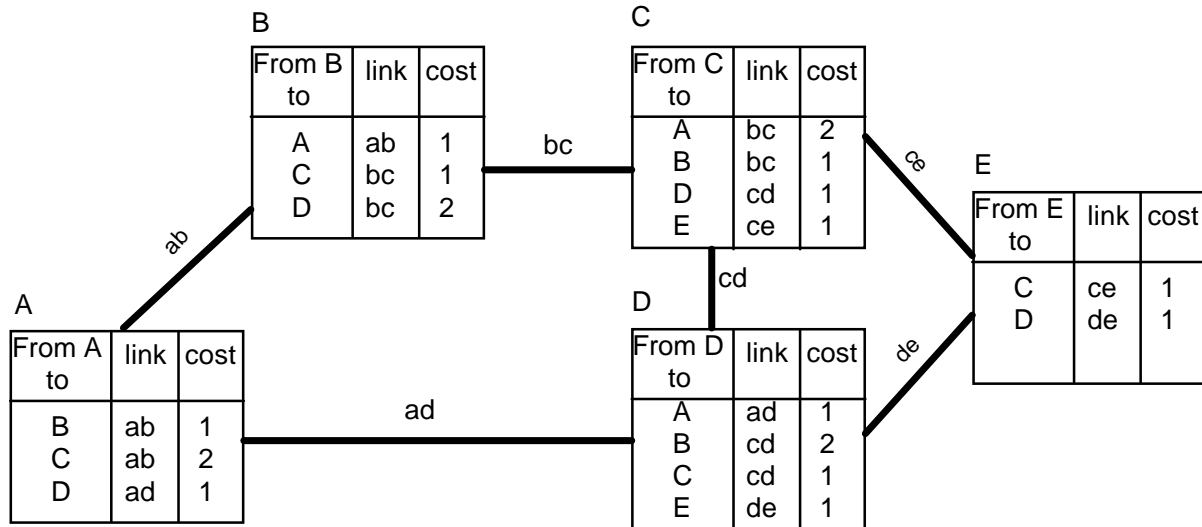 B
From B to link cost
A ab 1
C bc 1
D bc 2
bc
C
From C to link cost
A bc 2
B bc 1
D cd 1
E ce 1
ce
E
From E to link cost
C ce 1
D de 1
ab
cd
A
From A to link cost
B ab 1
C ab 2
D ad 1
ad
D
From D to link cost
A ad 1
B cd 2
C cd 1
E de 1
de